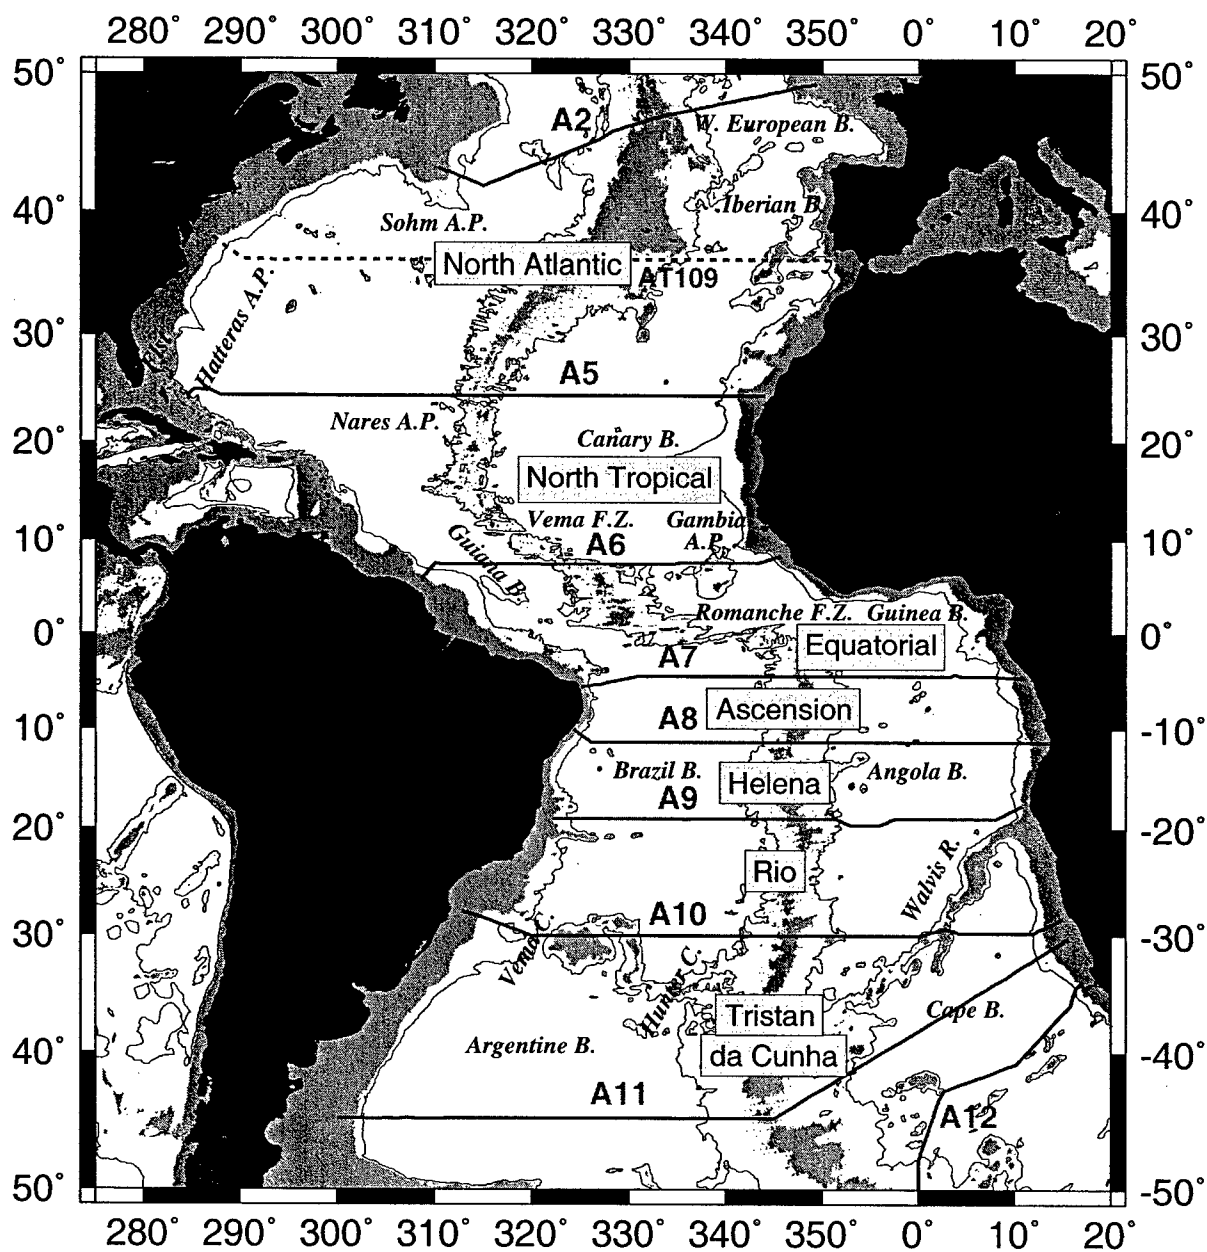 280° 290° 300° 310° 320° 330° 340° 350° 0° 10° 20°
50° 50°
A2 W. European B.
40° Sohm A.P. Iberian B. 40°
North Atlantic
AT109
Hatteras A.P.
30° 30°
A5
Nares A.P.
20° Canary B. 20°
North Tropical
Vema F.Z. Gambia
10° Guiana B. A6 A.P. 10°
Romanche F.Z. Guinea B.
0° 0°
A7 Equatorial
A8 Ascension
10° -10°
Brazil B. Helena Angola B.
A9
20° -20°
Rio Walvis R.
A10
30° -30°
Vema C. Hunter C.
Tristan Cape B.
Argentine B. da Cunha
40° -40°
A11 A12
50° -50°
280° 290° 300° 310° 320° 330° 340° 350° 0° 10° 20°